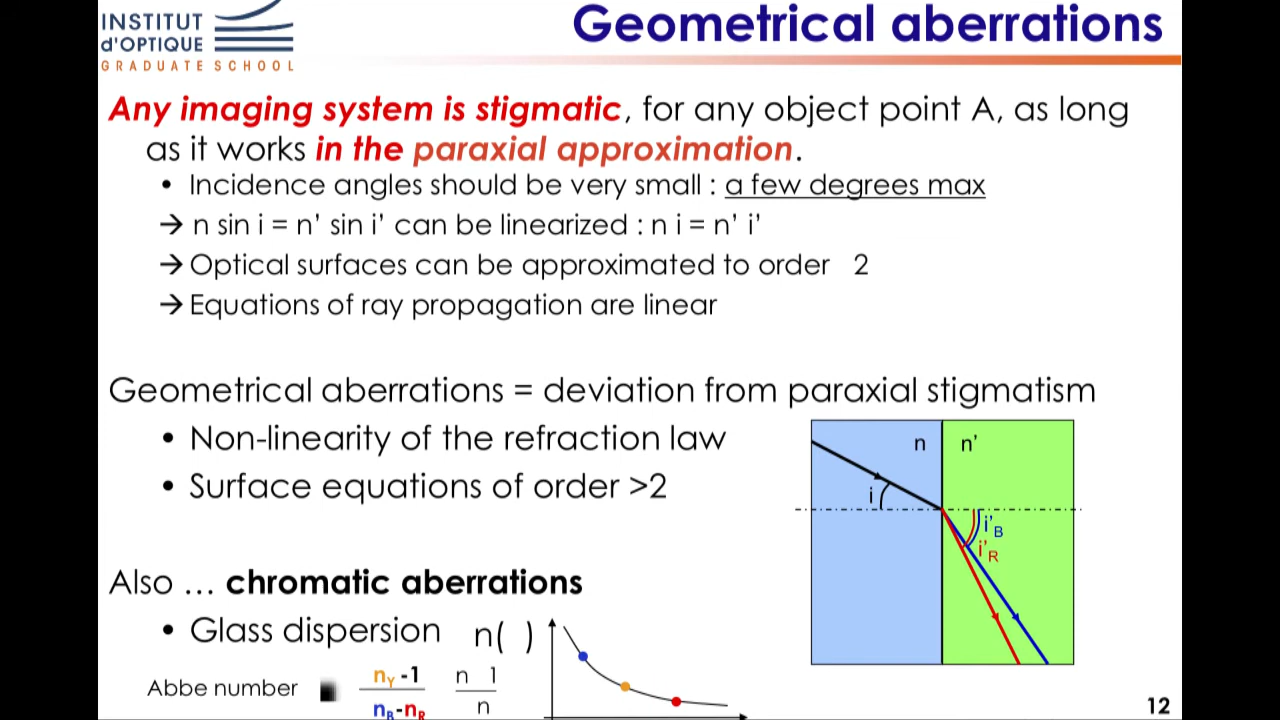 INSTITUT
d'OPTIQUE
GRADUATE SCHOOL
Geometrical aberrations
Any imaging system is stigmatic, for any object point A, as long
as it works in the paraxial approximation.
• Incidence angles should be very small : a few degrees max
→ n sin i = n' sin i' can be linearized : n i = n' i'
→ Optical surfaces can be approximated to order 2
→ Equations of ray propagation are linear
Geometrical aberrations = deviation from paraxial stigmatism
• Non-linearity of the refraction law
• Surface equations of order >2
n n'
i
i'B
i'R
Also … chromatic aberrations
• Glass dispersion n( )
Abbe number
nY -1
nB-nR
n 1
n
12